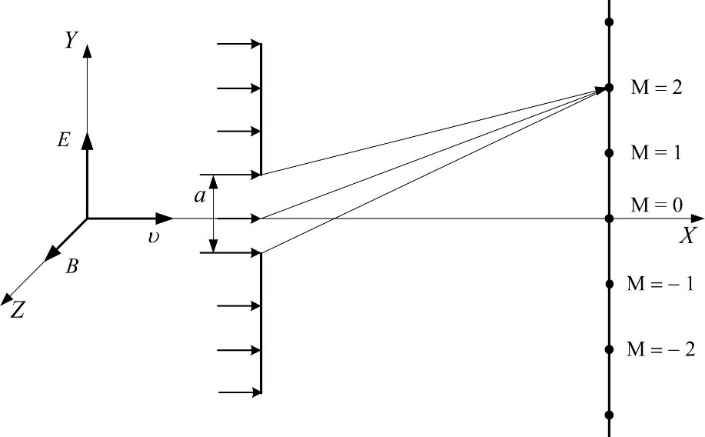 Y
E
M = 2
M = 1
a
M = 0
υ
X
B
Z
M = – 1
M = – 2